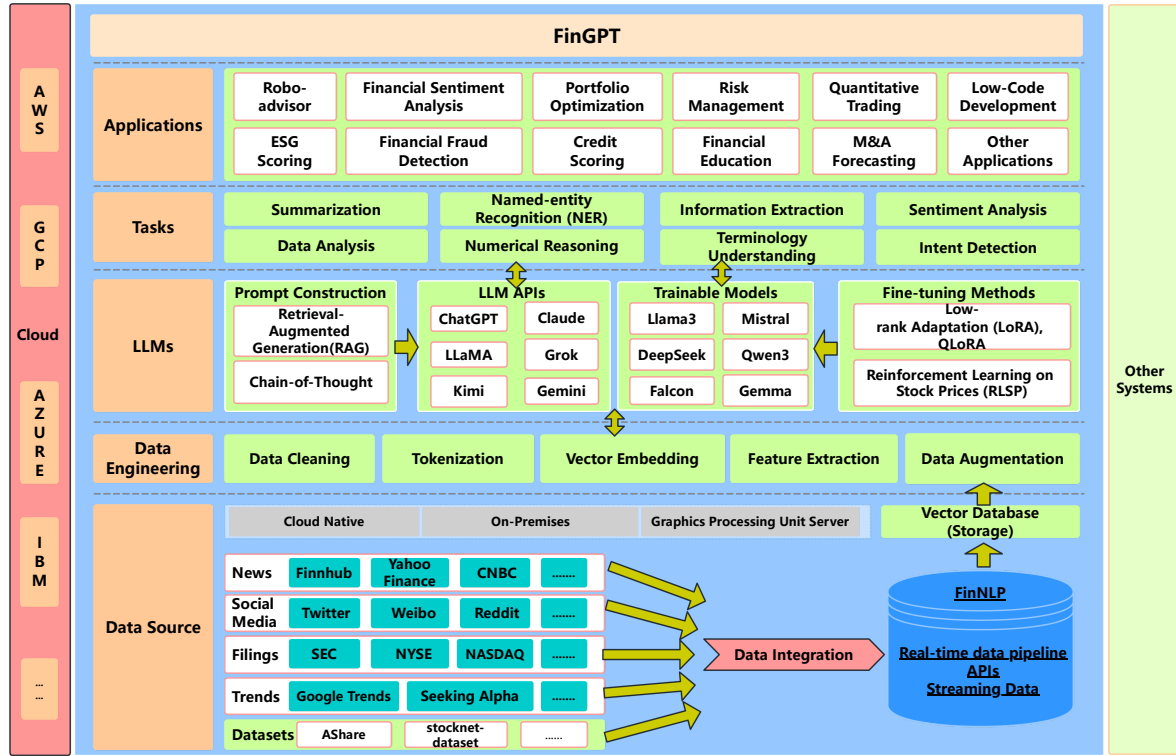 FinGPT
A
W
S
G
C
P
Cloud
A
Z
U
R
E
I
B
M
...
...
Applications
Robo-
advisor
Financial Sentiment
Analysis
Portfolio
Optimization
Risk
Management
Quantitative
Trading
Low-Code
Development
ESG
Scoring
Financial Fraud
Detection
Credit
Scoring
Financial
Education
M&A
Forecasting
Other
Applications
Tasks
Summarization
Named-entity
Recognition (NER)
Information Extraction
Sentiment Analysis
Data Analysis
Numerical Reasoning
Terminology
Understanding
Intent Detection
LLMs
Prompt Construction
Retrieval-
Augmented
Generation(RAG)
Chain-of-Thought
LLM APIs
ChatGPT
Claude
LLaMA
Grok
Kimi
Gemini
Trainable Models
Llama3
Mistral
DeepSeek
Qwen3
Falcon
Gemma
Fine-tuning Methods
Low-
rank Adaptation (LoRA),
QLoRA
Reinforcement Learning on
Stock Prices (RLSP)
Data
Engineering
Data Cleaning
Tokenization
Vector Embedding
Feature Extraction
Data Augmentation
Data Source
Cloud Native
On-Premises
Graphics Processing Unit Server
Vector Database
(Storage)
News
Finnhub
Yahoo
Finance
CNBC
.......
Social
Media
Twitter
Weibo
Reddit
.......
Filings
SEC
NYSE
NASDAQ
.......
Trends
Google Trends
Seeking Alpha
.......
Datasets
AShare
stocknet-
dataset
......
Data Integration
FinNLP
Real-time data pipeline
APIs
Streaming Data
Other
Systems